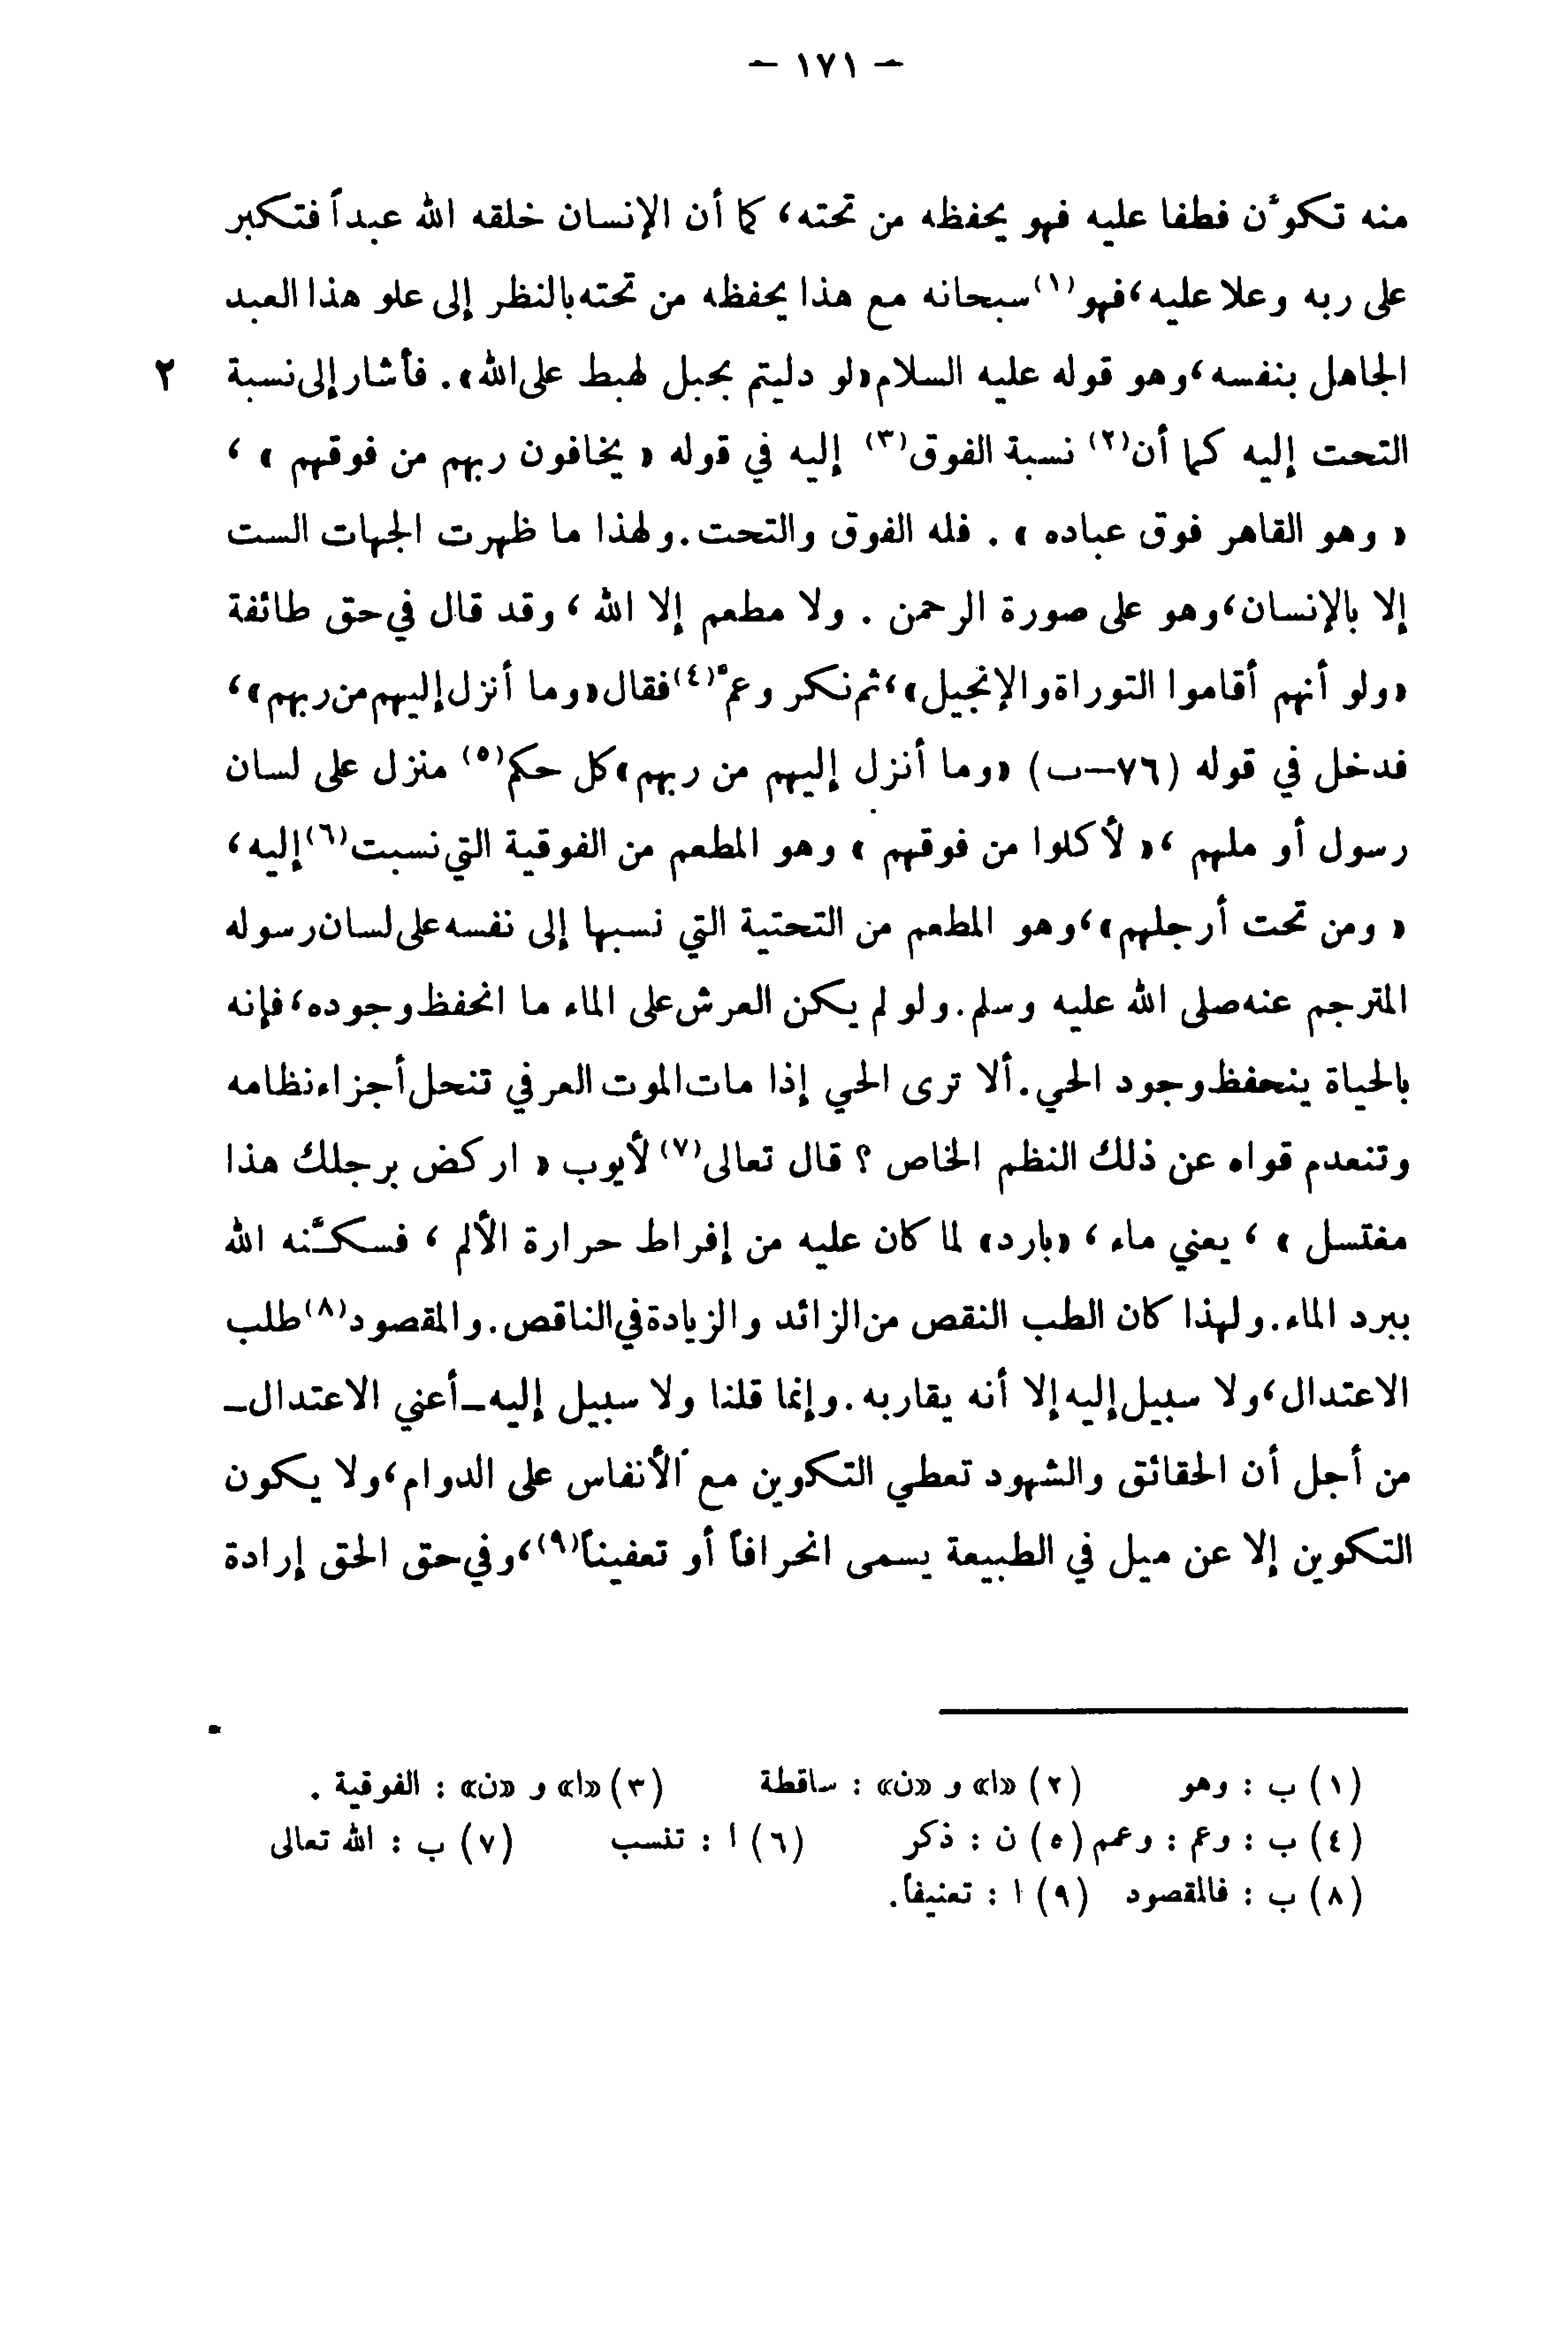 – ١٧١ –
منه تكوَّن فطفا عليه فهو يحفظه من تحته، كما أن الإنسان خلقه الله عبداً فتكبر
على ربه وعلا عليه، فهو(١) سبحانه مع هذا يحفظه من تحته بالنظر إلى علو هذا العبد
الجاهل بنفسه، وهو قوله عليه السلام «لو دليتم بحبل لهبط على الله». فأشار إلى نسبة ٢
التحت إليه كما أن(٢) نسبة الفوق(٣) إليه في قوله « يخافون ربهم من فوقهم » ،
« وهو القاهر فوق عباده » . فله الفوق والتحت. ولهذا ما ظهرت الجهات الست
إلا بالإنسان، وهو على صورة الرحمن . ولا مطعم إلا الله ، وقد قال في حق طائفة
«ولو أنهم أقاموا التوراة والإنجيل»، ثم نكر وعمَّ(٤) فقال «وما أنزل إليهم من ربهم»،
فدخل في قوله (٧٦–ب) «وما أنزل إليهم من ربهم» كل حكم(٥) منزل على لسان
رسول أو ملهم ، « لأكلوا من فوقهم » وهو المطعم من الفوقية التي نسبت(٦) إليه،
« ومن تحت أرجلهم»، وهو المطعم من التحتية التي نسبها إلى نفسه على لسان رسوله
المترجم عنه صلى الله عليه وسلم. ولو لم يكن العرش على الماء ما انحفظ وجوده، فإنه
بالحياة ينحفظ وجود الحي. ألا ترى الحي إذا مات الموت العرفي تنحل أجزاء نظامه
وتنعدم قواه عن ذلك النظم الخاص ؟ قال تعالى(٧) لأيوب « اركض برجلك هذا
مغتسل » ، يعني ماء ، «بارد» لما كان عليه من إفراط حرارة الألم ، فسكَّنه الله
ببرد الماء. ولهذا كان الطب النقص من الزائد والزيادة في الناقص. والمقصود(٨) طلب
الاعتدال، ولا سبيل إليه إلا أنه يقاربه. وإنما قلنا ولا سبيل إليه–أعني الاعتدال–
من أجل أن الحقائق والشهود تعطي التكوين مع الأنفاس على الدوام، ولا يكون
التكوين إلا عن ميل في الطبيعة يسمى انحرافاً أو تعفيناً(٩)، وفي حق الحق إرادة
(١) ب : وهو (٢) «ا» و «ن» : ساقطة (٣) «ا» و «ن» : الفوقية .
(٤) ب : وعم : وعمم (٥) ن : ذكر (٦) ا : تنسب (٧) ب : الله تعالى
(٨) ب : فالمقصود (٩) ا : تعنيفاً.